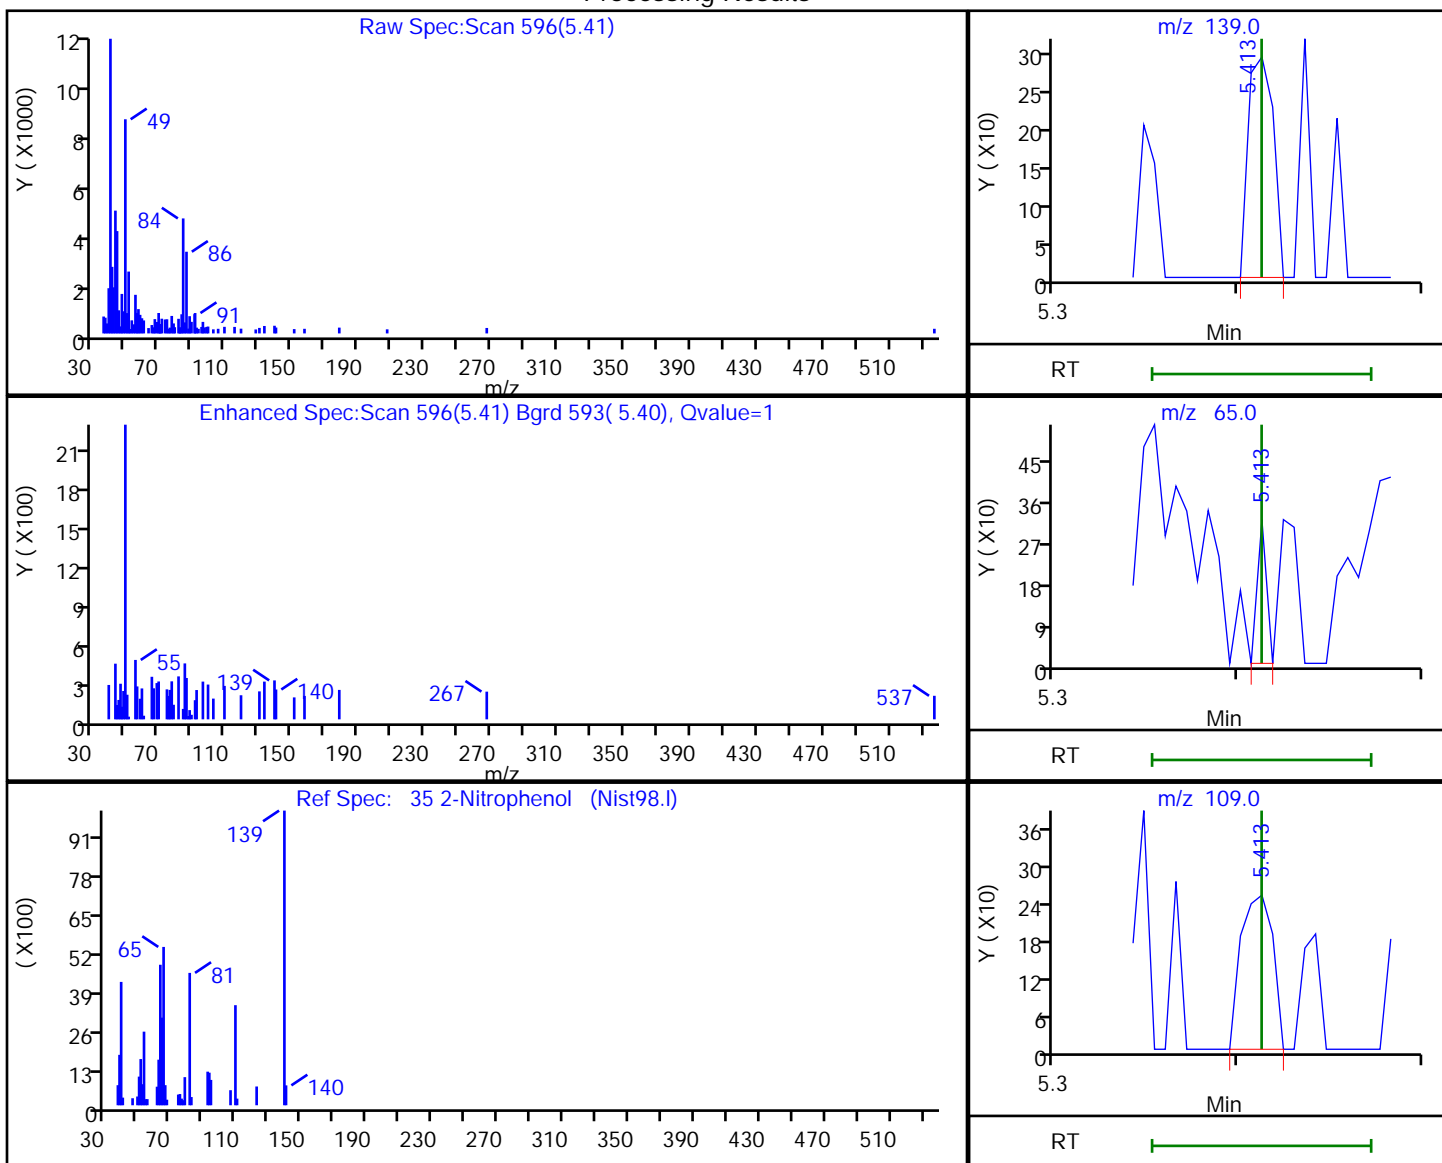 Processing Results
Raw Spec:Scan 596(5.41)
Y ( X1000)
12
10
8
6
4
2
0
49
84
86
91
30 70 110 150 190 230 270 310 350 390 430 470 510
m/z
m/z 139.0
Y ( X10)
30
25
20
15
10
5
0
5.413
5.3
Min
RT
Enhanced Spec:Scan 596(5.41) Bgrd 593( 5.40), Qvalue=1
Y ( X100)
21
18
15
12
9
6
3
0
55
139
140
267
537
30 70 110 150 190 230 270 310 350 390 430 470 510
m/z
m/z 65.0
Y ( X10)
45
36
27
18
9
0
5.413
5.3
Min
RT
Ref Spec: 35 2-Nitrophenol (Nist98.l)
( X100)
91
78
65
52
39
26
13
0
139
65
81
140
30 70 110 150 190 230 270 310 350 390 430 470 510
m/z 109.0
Y ( X10)
36
30
24
18
12
6
0
5.413
5.3
Min
RT